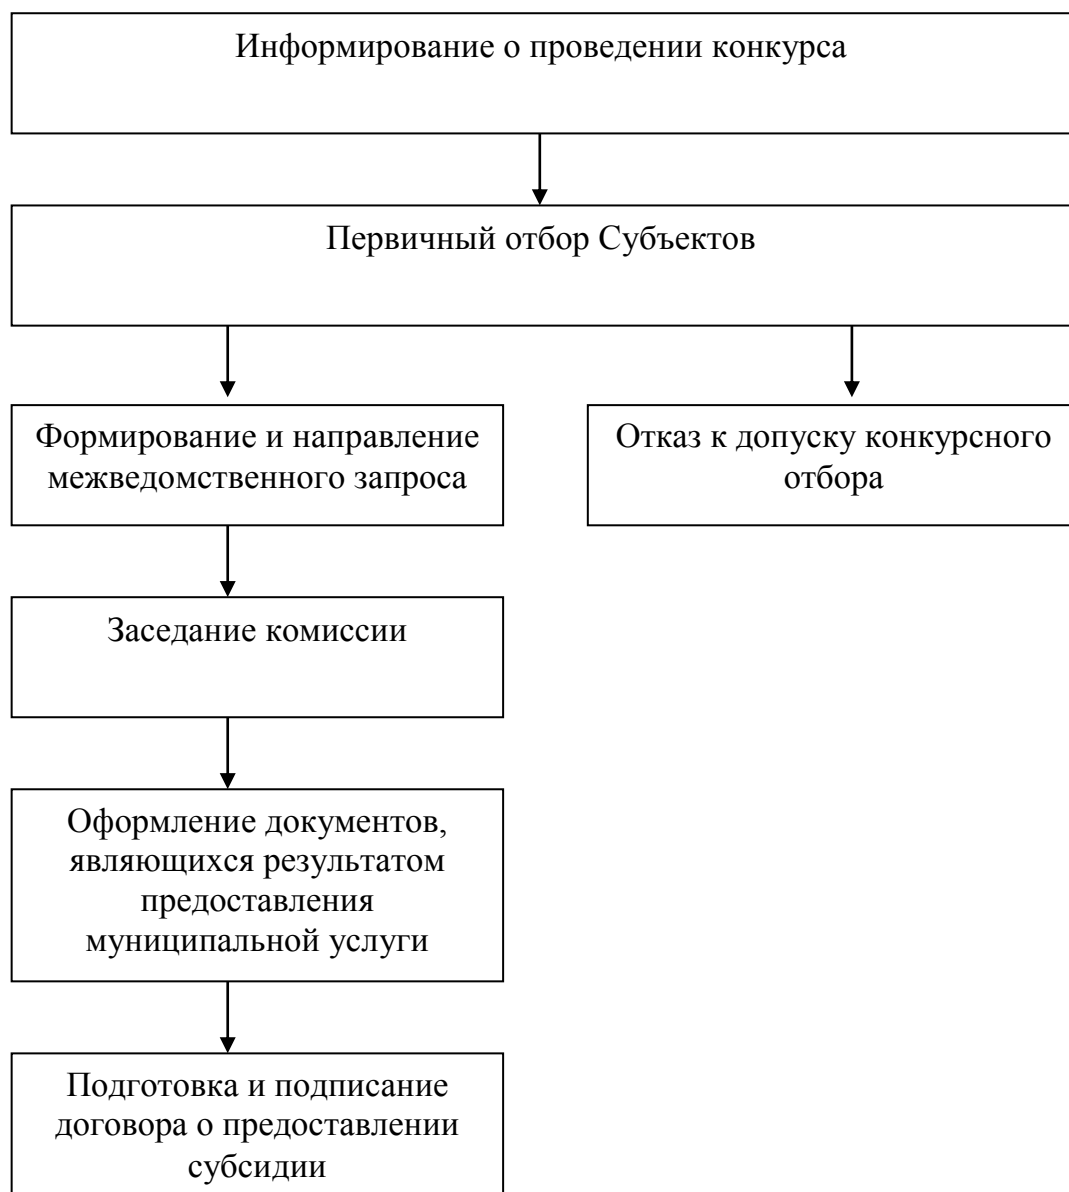 Информирование о проведении конкурса
Первичный отбор Субъектов
Формирование и направление
межведомственного запроса
Отказ к допуску конкурсного
отбора
Заседание комиссии
Оформление документов,
являющихся результатом
предоставления
муниципальной услуги
Подготовка и подписание
договора о предоставлении
субсидии